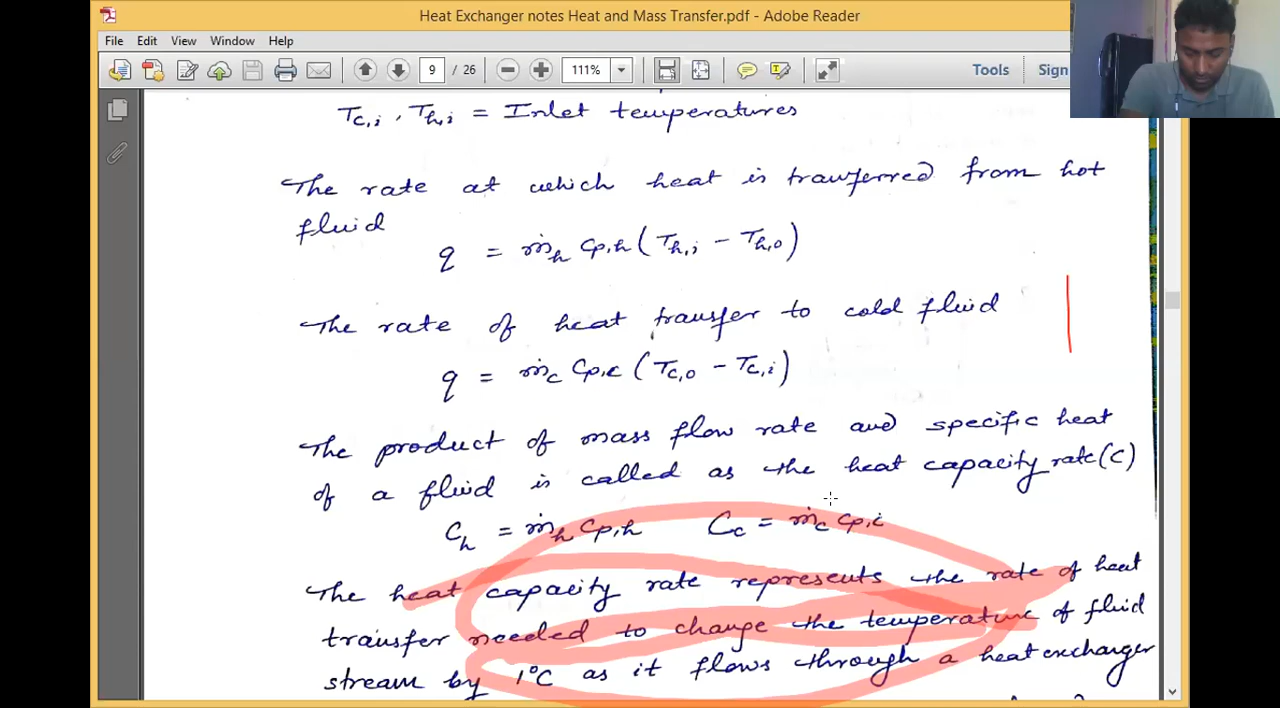 Heat Exchanger notes Heat and Mass Transfer.pdf - Adobe Reader
File Edit View Window Help
9 / 26 111% Tools Sign
Tc,i , Th,i = Inlet temperatures
The rate at which heat is transferred from hot
fluid
q = ṁh Cp,h (Th,i - Th,o)
The rate of heat transfer to cold fluid
q = ṁc Cp,c (Tc,o - Tc,i)
The product of mass flow rate and specific heat
of a fluid is called as the heat capacity rate (C)
Ch = ṁh Cp,h Cc = ṁc Cp,c
The heat capacity rate represents the rate of heat
transfer needed to change the temperature of fluid
stream by 1°C as it flows through a heat exchanger